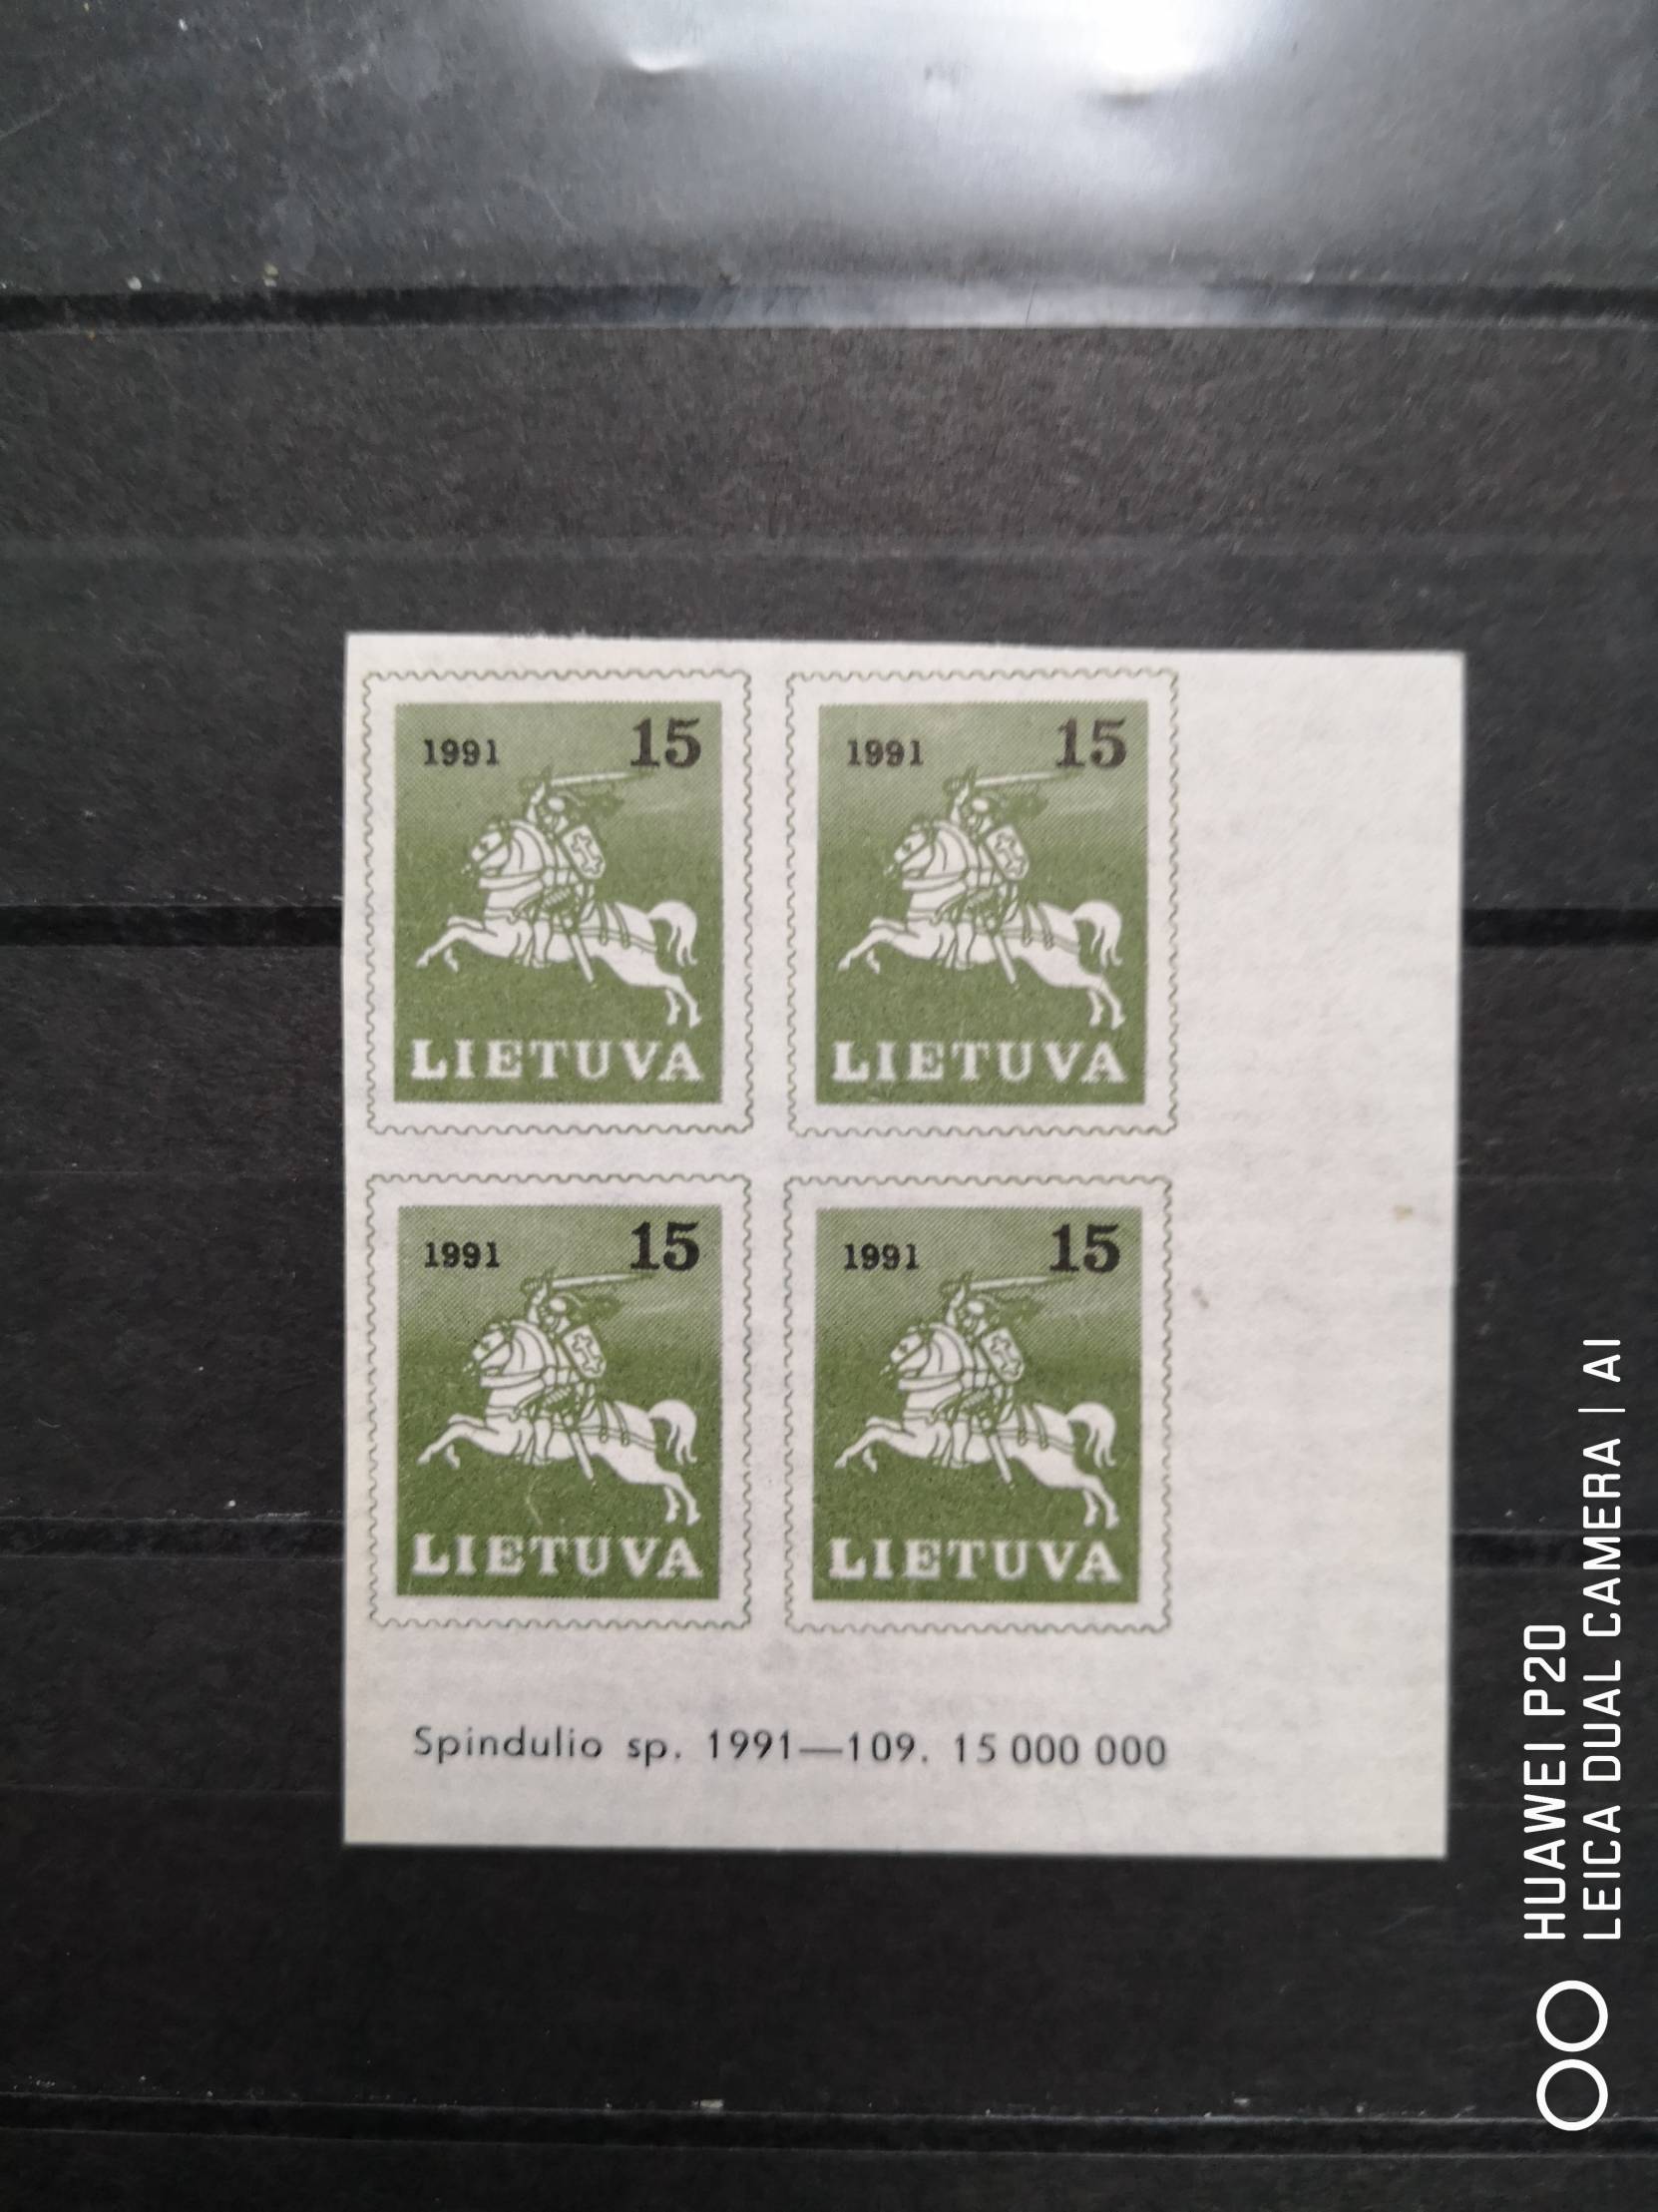 1991 15
LIETUVA
1991 15
LIETUVA
1991 15
LIETUVA
1991 15
LIETUVA
Spindulio sp. 1991—109. 15 000 000
HUAWEI P20
LEICA DUAL CAMERA | AI